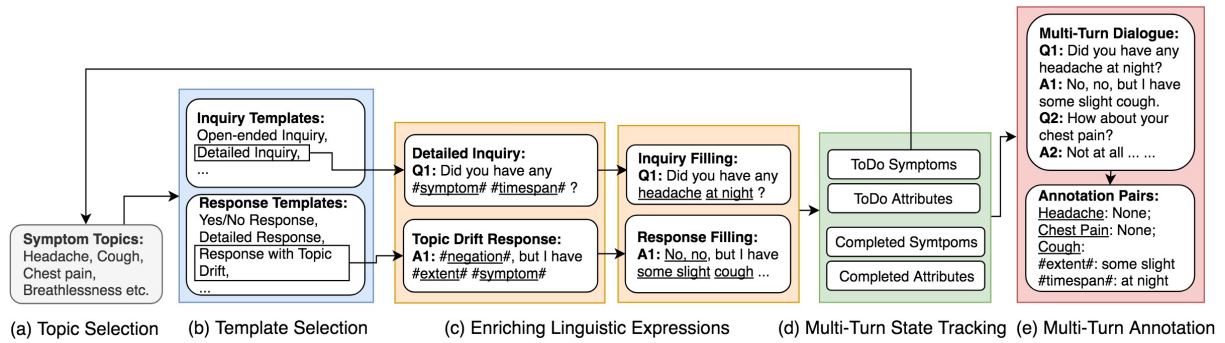 Symptom Topics:
Headache, Cough,
Chest pain,
Breathlessness etc.
(a) Topic Selection
Inquiry Templates:
Open-ended Inquiry,
Detailed Inquiry,
...
Response Templates:
Yes/No Response,
Detailed Response,
Response with Topic
Drift,
...
(b) Template Selection
Detailed Inquiry:
Q1: Did you have any
#symptom# #timespan# ?
Topic Drift Response:
A1: #negation#, but I have
#extent# #symptom#
Inquiry Filling:
Q1: Did you have any
headache at night ?
Response Filling:
A1: No, no, but I have
some slight cough ...
(c) Enriching Linguistic Expressions
ToDo Symptoms
ToDo Attributes
Completed Symtpoms
Completed Attributes
(d) Multi-Turn State Tracking
Multi-Turn Dialogue:
Q1: Did you have any
headache at night?
A1: No, no, but I have
some slight cough.
Q2: How about your
chest pain?
A2: Not at all ... ...
Annotation Pairs:
Headache: None;
Chest Pain: None;
Cough:
#extent#: some slight
#timespan#: at night
(e) Multi-Turn Annotation